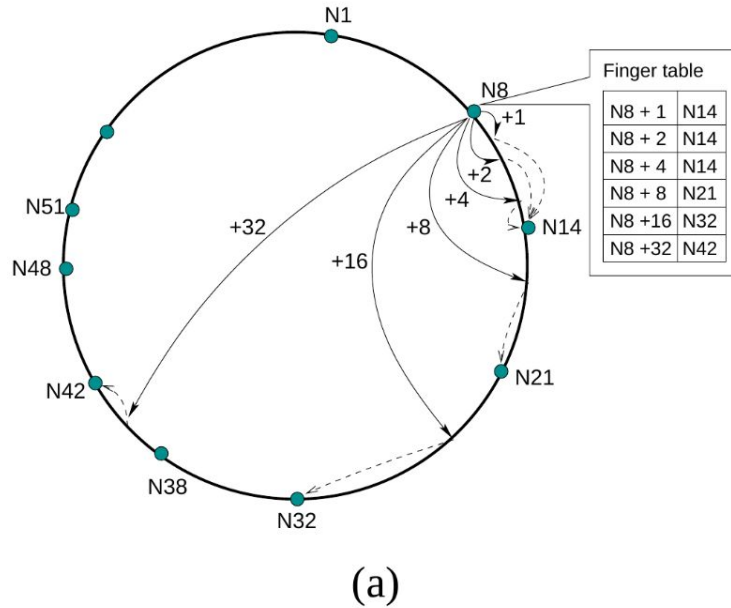 N1
N8
Finger table
+1
N8 + 1 N14
N8 + 2 N14
+2
N8 + 4 N14
+4
N8 + 8 N21
N51
+32
+8
N14
N8 +16 N32
N8 +32 N42
+16
N48
N21
N42
N38
N32
(a)